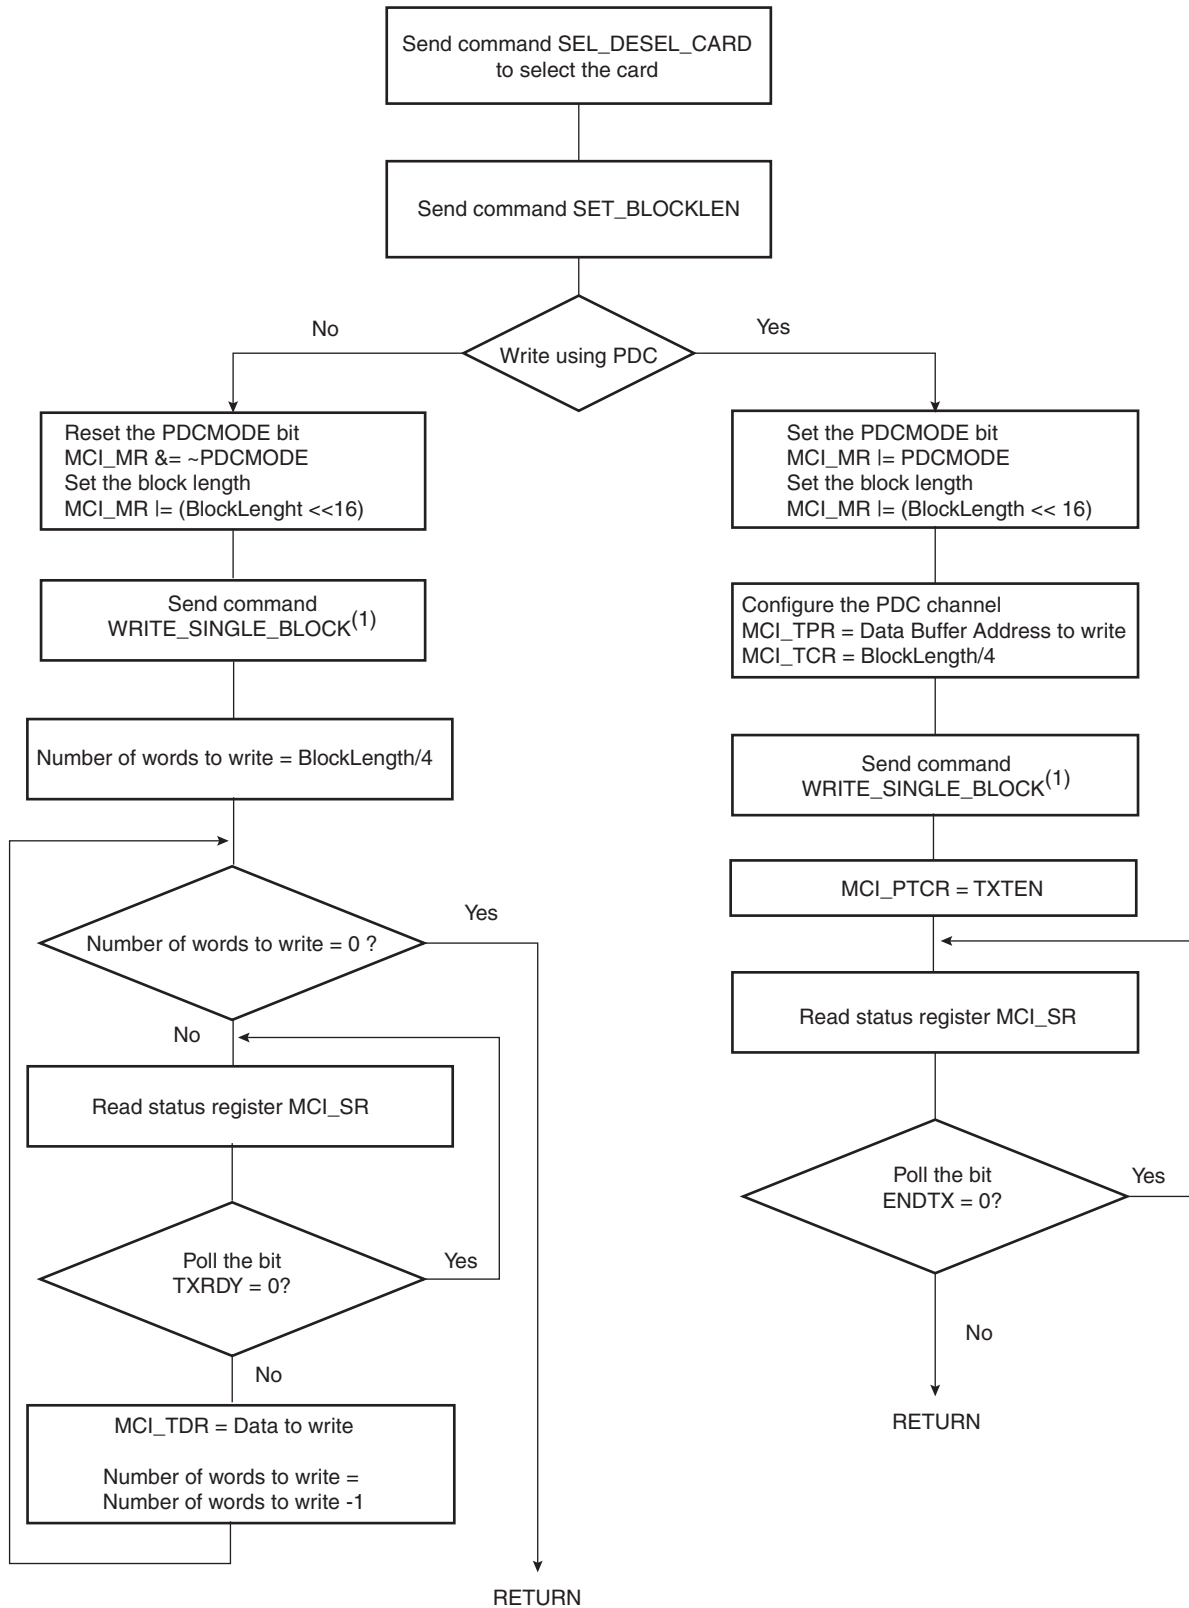 Send command SEL_DESEL_CARD
to select the card
Send command SET_BLOCKLEN
No
Yes
Write using PDC
Reset the PDCMODE bit
MCI_MR &= ~PDCMODE
Set the block length
MCI_MR |= (BlockLenght <<16)
Send command
WRITE_SINGLE_BLOCK(1)
Number of words to write = BlockLength/4
Number of words to write = 0 ?
Yes
No
Read status register MCI_SR
Poll the bit
TXRDY = 0?
Yes
No
MCI_TDR = Data to write
Number of words to write =
Number of words to write -1
RETURN
Set the PDCMODE bit
MCI_MR |= PDCMODE
Set the block length
MCI_MR |= (BlockLength << 16)
Configure the PDC channel
MCI_TPR = Data Buffer Address to write
MCI_TCR = BlockLength/4
Send command
WRITE_SINGLE_BLOCK(1)
MCI_PTCR = TXTEN
Read status register MCI_SR
Poll the bit
ENDTX = 0?
Yes
No
RETURN